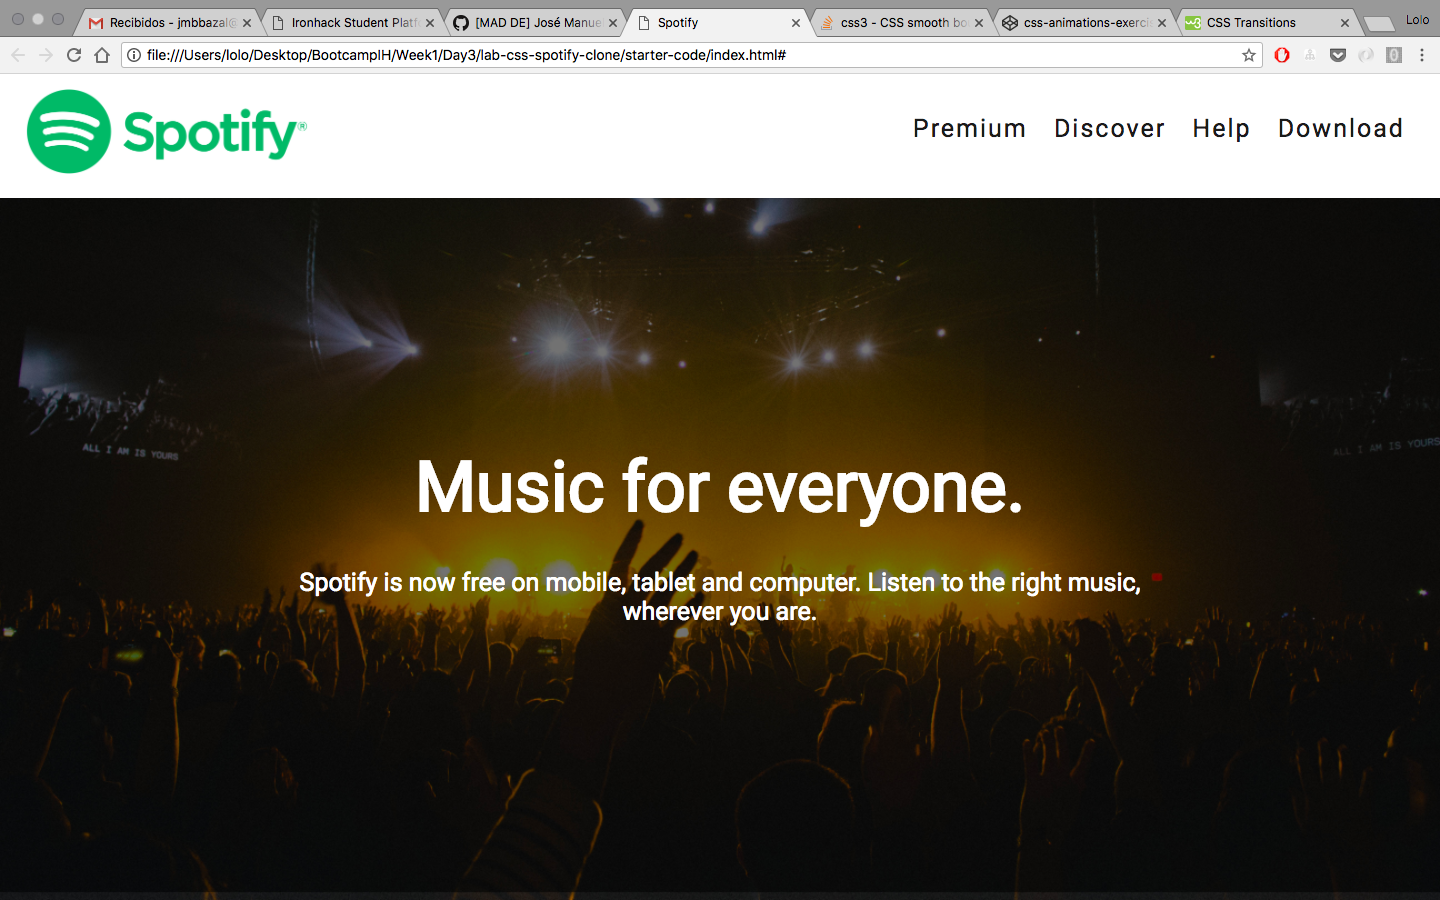 Recibidos - jmbbazal@
Ironhack Student Platf
[MAD DE] José Manue
Spotify
css3 - CSS smooth bo
css-animations-exercis
w3
CSS Transitions
Lolo
file:///Users/lolo/Desktop/BootcampIH/Week1/Day3/lab-css-spotify-clone/starter-code/index.html#
Spotify®
Premium Discover Help Download
ALL I AM IS YOURS
ALL I AM IS YOURS
Music for everyone.
Spotify is now free on mobile, tablet and computer. Listen to the right music,
wherever you are.